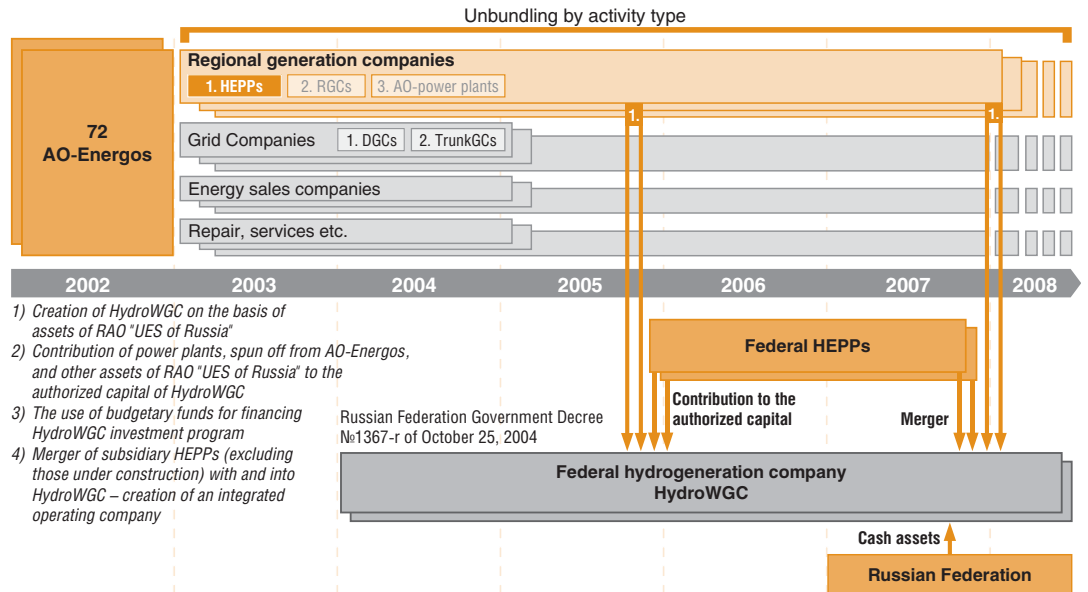 Unbundling by activity type
72
AO-Energos
Regional generation companies
1. HEPPs
2. RGCs
3. AO-power plants
1.
1.
Grid Companies
1. DGCs
2. TrunkGCs
Energy sales companies
Repair, services etc.
2002
2003
2004
2005
2006
2007
2008
1) Creation of HydroWGC on the basis of
assets of RAO "UES of Russia"
2) Contribution of power plants, spun off from AO-Energos,
and other assets of RAO "UES of Russia" to the
authorized capital of HydroWGC
3) The use of budgetary funds for financing
HydroWGC investment program
4) Merger of subsidiary HEPPs (excluding
those under construction) with and into
HydroWGC – creation of an integrated
operating company
Federal HEPPs
Contribution to the
authorized capital
Merger
Russian Federation Government Decree
№1367-r of October 25, 2004
Federal hydrogeneration company
HydroWGC
Cash assets
Russian Federation